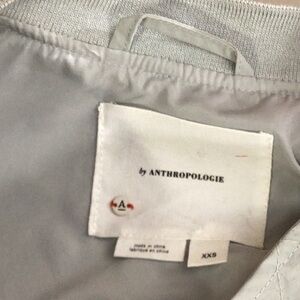 by ANTHROPOLOGIE
A
made in china
fabriqué en chine
XXS